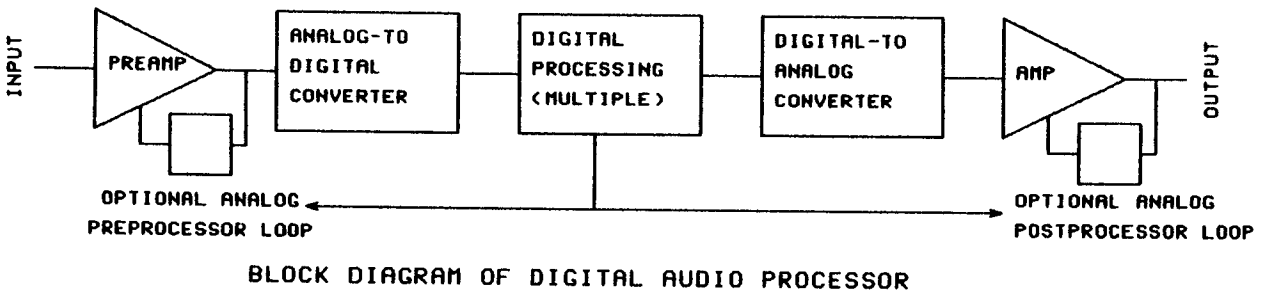 INPUT
PREAMP
ANALOG-TO
DIGITAL
CONVERTER
DIGITAL
PROCESSING
(MULTIPLE)
DIGITAL-TO
ANALOG
CONVERTER
AMP
OUTPUT
OPTIONAL ANALOG
PREPROCESSOR LOOP
OPTIONAL ANALOG
POSTPROCESSOR LOOP
BLOCK DIAGRAM OF DIGITAL AUDIO PROCESSOR